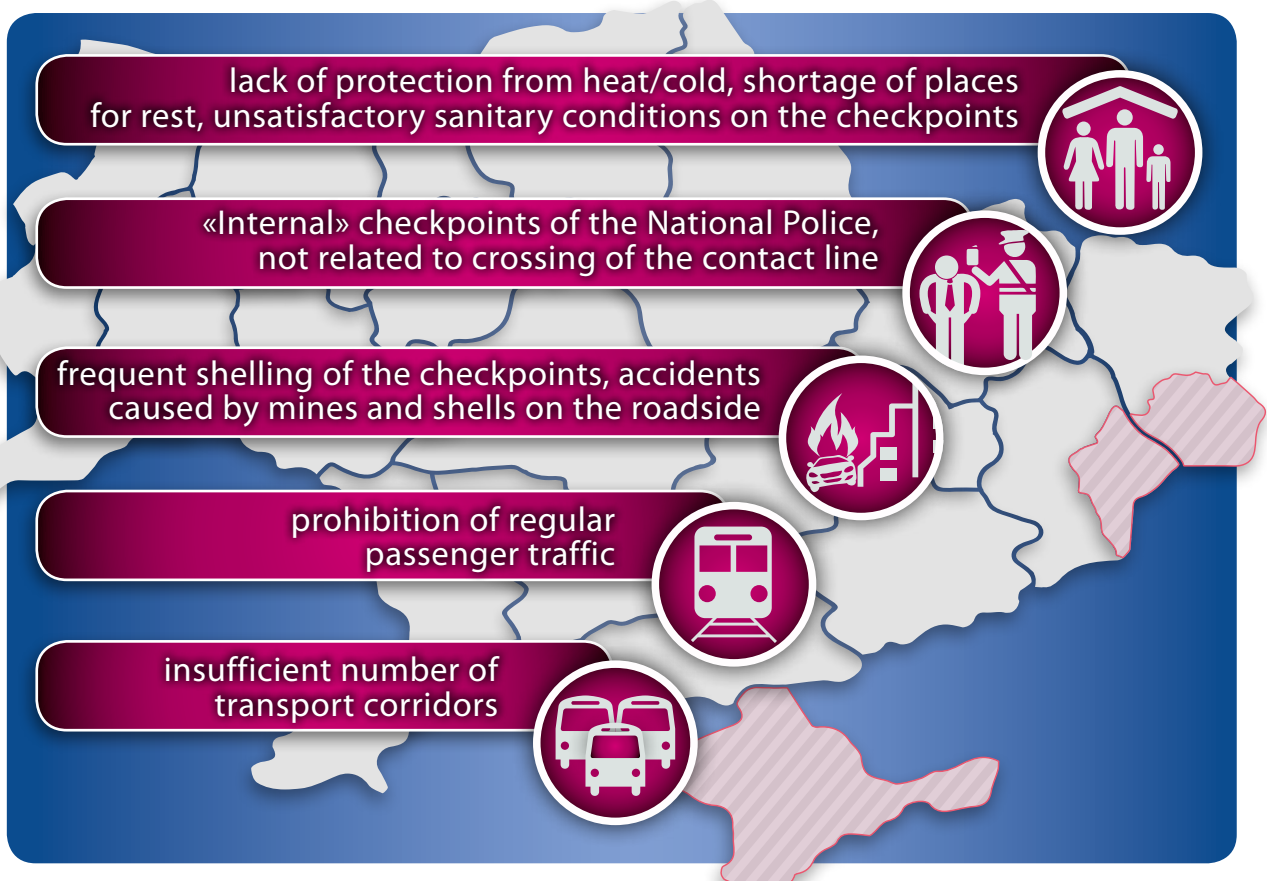 lack of protection from heat/cold, shortage of places
for rest, unsatisfactory sanitary conditions on the checkpoints
«Internal» checkpoints of the National Police,
not related to crossing of the contact line
frequent shelling of the checkpoints, accidents
caused by mines and shells on the roadside
prohibition of regular
passenger traffic
insufficient number of
transport corridors